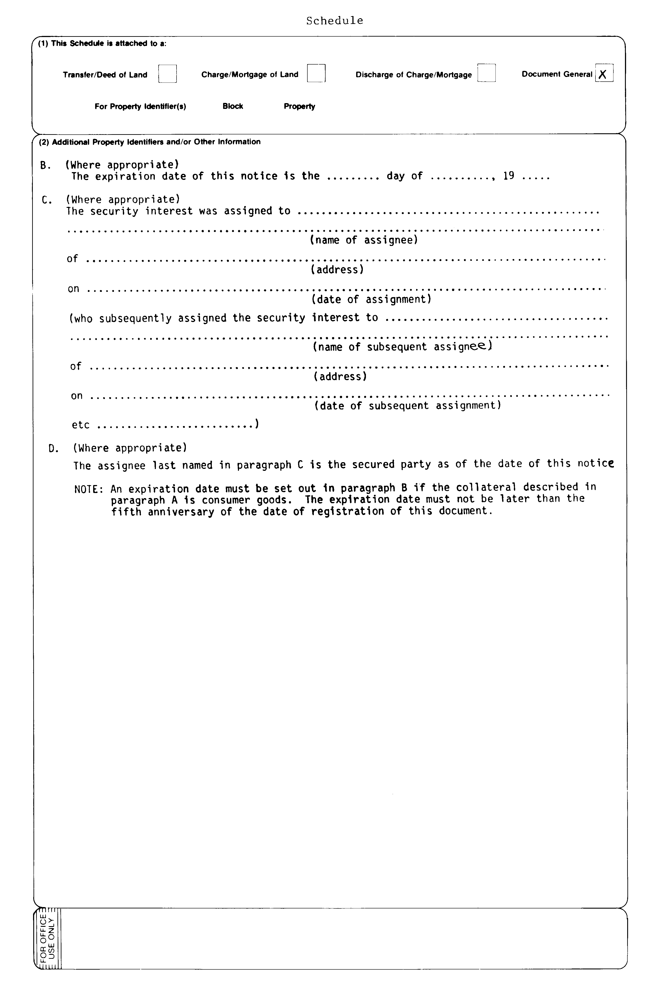 Schedule
(1) This Schedule is attached to a:
Transfer/Deed of Land Charge/Mortgage of Land Discharge of Charge/Mortgage Document General X
For Property Identifier(s) Block Property
(2) Additional Property Identifiers and/or Other Information
B. (Where appropriate)
The expiration date of this notice is the ......... day of .........., 19 .....
C. (Where appropriate)
The security interest was assigned to ..................................................
........................................................................................
(name of assignee)
of .....................................................................................
(address)
on .....................................................................................
(date of assignment)
(who subsequently assigned the security interest to .....................................
.........................................................................................
(name of subsequent assignee)
of .....................................................................................
(address)
on .....................................................................................
(date of subsequent assignment)
etc ..........................)
D. (Where appropriate)
The assignee last named in paragraph C is the secured party as of the date of this notice
NOTE: An expiration date must be set out in paragraph B if the collateral described in
paragraph A is consumer goods. The expiration date must not be later than the
fifth anniversary of the date of registration of this document.
FOR OFFICE
USE ONLY